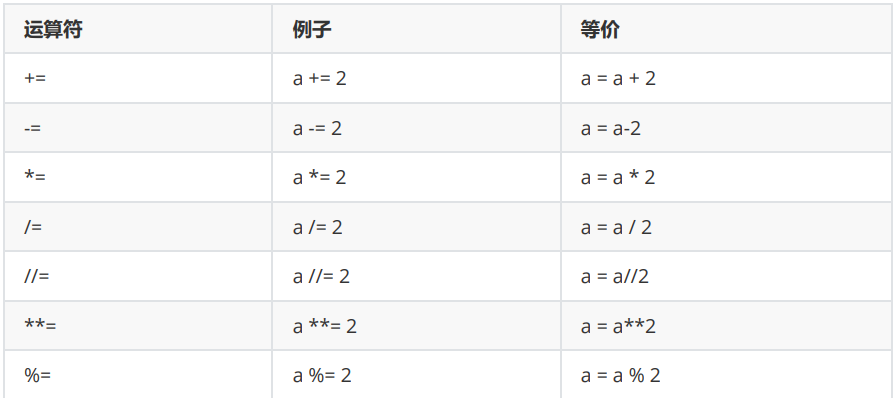 运算符 例子 等价
+= a += 2 a = a + 2
-= a -= 2 a = a-2
*= a *= 2 a = a * 2
/= a /= 2 a = a / 2
//= a //= 2 a = a//2
**= a **= 2 a = a**2
%= a %= 2 a = a % 2